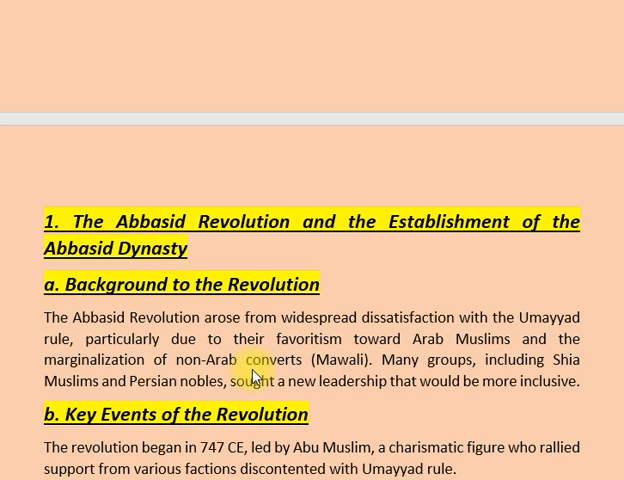 1. The Abbasid Revolution and the Establishment of the
Abbasid Dynasty
a. Background to the Revolution
The Abbasid Revolution arose from widespread dissatisfaction with the Umayyad
rule, particularly due to their favoritism toward Arab Muslims and the
marginalization of non-Arab converts (Mawali). Many groups, including Shia
Muslims and Persian nobles, sought a new leadership that would be more inclusive.
b. Key Events of the Revolution
The revolution began in 747 CE, led by Abu Muslim, a charismatic figure who rallied
support from various factions discontented with Umayyad rule.